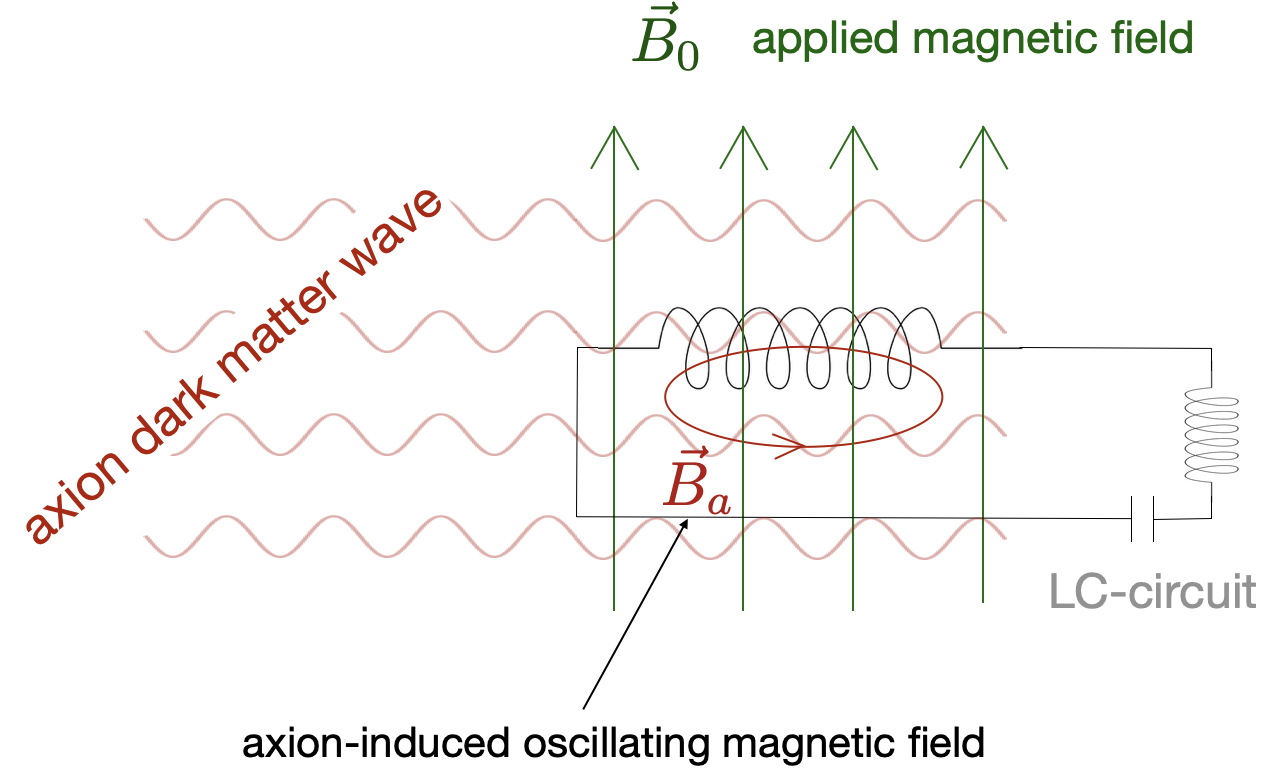 B⃗₀ applied magnetic field
axion dark matter wave
B⃗ₐ
LC-circuit
axion-induced oscillating magnetic field